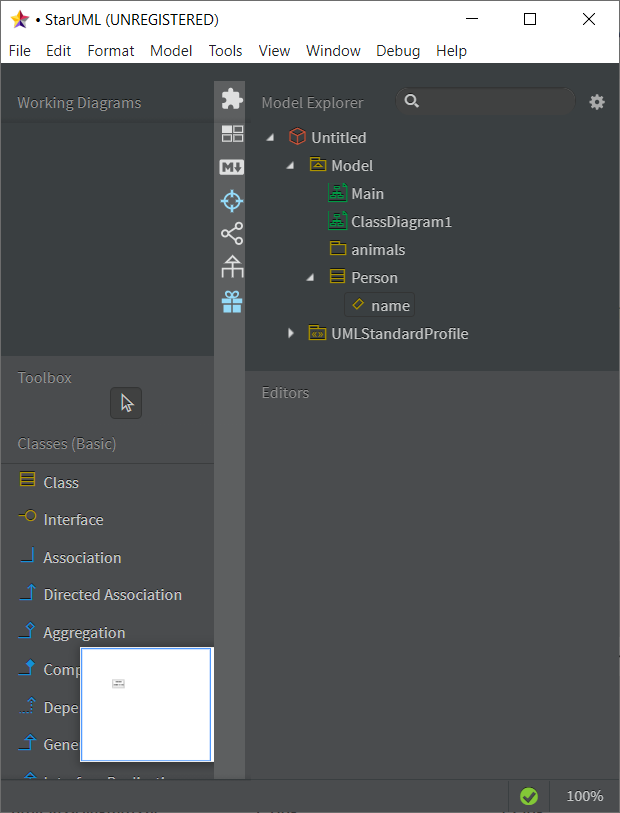 • StarUML (UNREGISTERED)
File Edit Format Model Tools View Window Debug Help
Working Diagrams
Model Explorer
Untitled
Model
Main
ClassDiagram1
animals
Person
name
UMLStandardProfile
Toolbox
Editors
Classes (Basic)
Class
Interface
Association
Directed Association
Aggregation
Comp
Depe
Gene
100%